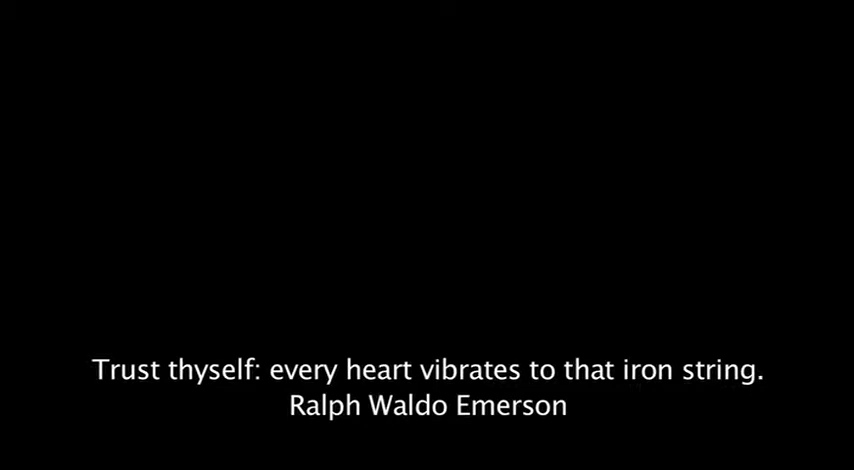 Trust thyself: every heart vibrates to that iron string.
Ralph Waldo Emerson